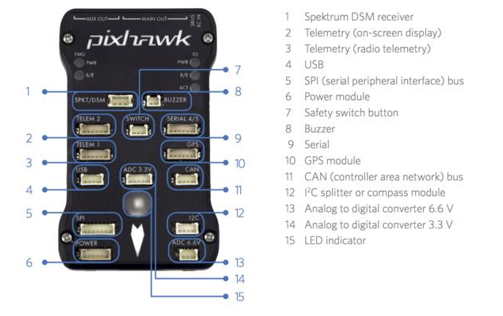 AUX OUT
MAIN OUT
SBUS
RC IN
pixhawk
FMU
IO
PWR
PWR
B/E
B/E
ACT
SPKT/DSM
BUZZER
TELEM 2
SWITCH
SERIAL 4/5
TELEM 1
GPS
USB
ADC 3.3V
CAN
SPI
I2C
POWER
ADC 6.6V
1
2
3
4
5
6
7
8
9
10
11
12
13
14
15
1 Spektrum DSM receiver
2 Telemetry (on-screen display)
3 Telemetry (radio telemetry)
4 USB
5 SPI (serial peripheral interface) bus
6 Power module
7 Safety switch button
8 Buzzer
9 Serial
10 GPS module
11 CAN (controller area network) bus
12 I²C splitter or compass module
13 Analog to digital converter 6.6 V
14 Analog to digital converter 3.3 V
15 LED indicator